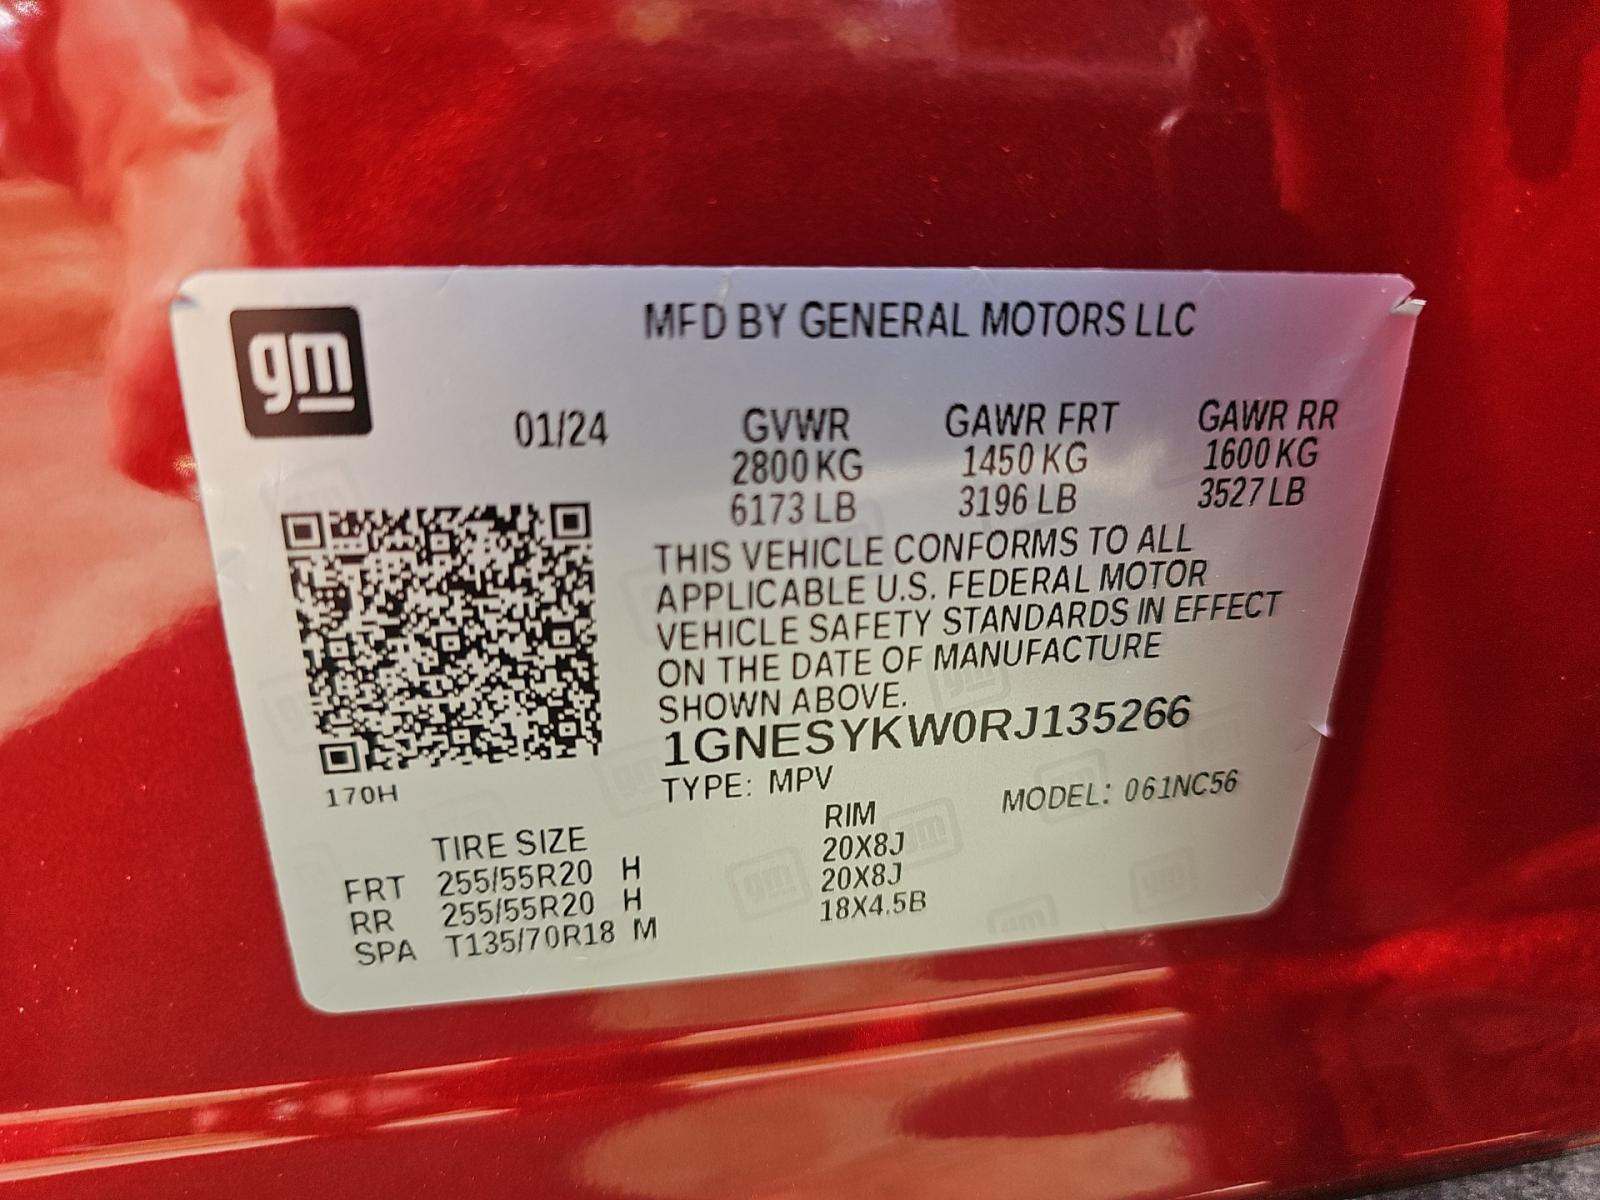 gm
MFD BY GENERAL MOTORS LLC
01/24 GVWR GAWR FRT GAWR RR
2800 KG 1450 KG 1600 KG
6173 LB 3196 LB 3527 LB
THIS VEHICLE CONFORMS TO ALL
APPLICABLE U.S. FEDERAL MOTOR
VEHICLE SAFETY STANDARDS IN EFFECT
ON THE DATE OF MANUFACTURE
SHOWN ABOVE.
1GNESYKW0RJ135266
170H
TYPE: MPV MODEL: 061NC56
TIRE SIZE RIM
FRT 255/55R20 H 20X8J
RR 255/55R20 H 20X8J
SPA T135/70R18 M 18X4.5B